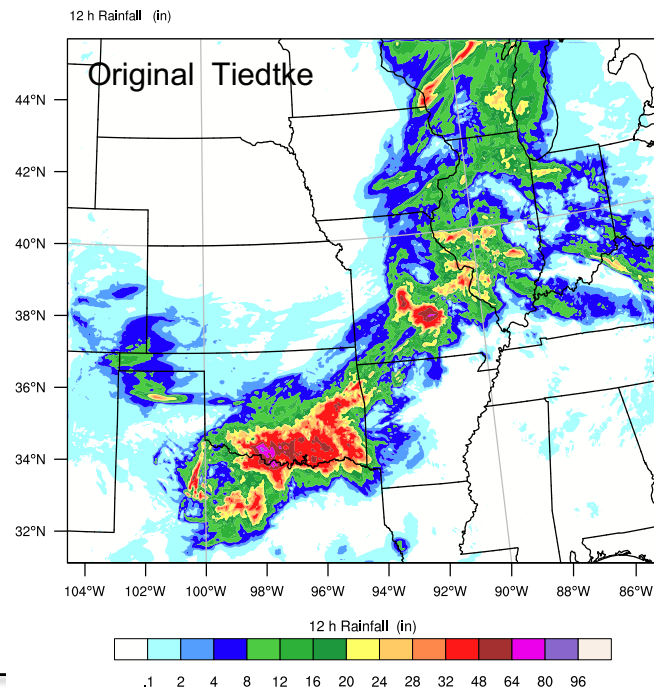 12 h Rainfall (in)
Original Tiedtke
44°N
42°N
40°N
38°N
36°N
34°N
32°N
104°W 102°W 100°W 98°W 96°W 94°W 92°W 90°W 88°W 86°W
12 h Rainfall (in)
.1 2 4 8 12 16 20 24 28 32 48 64 80 96